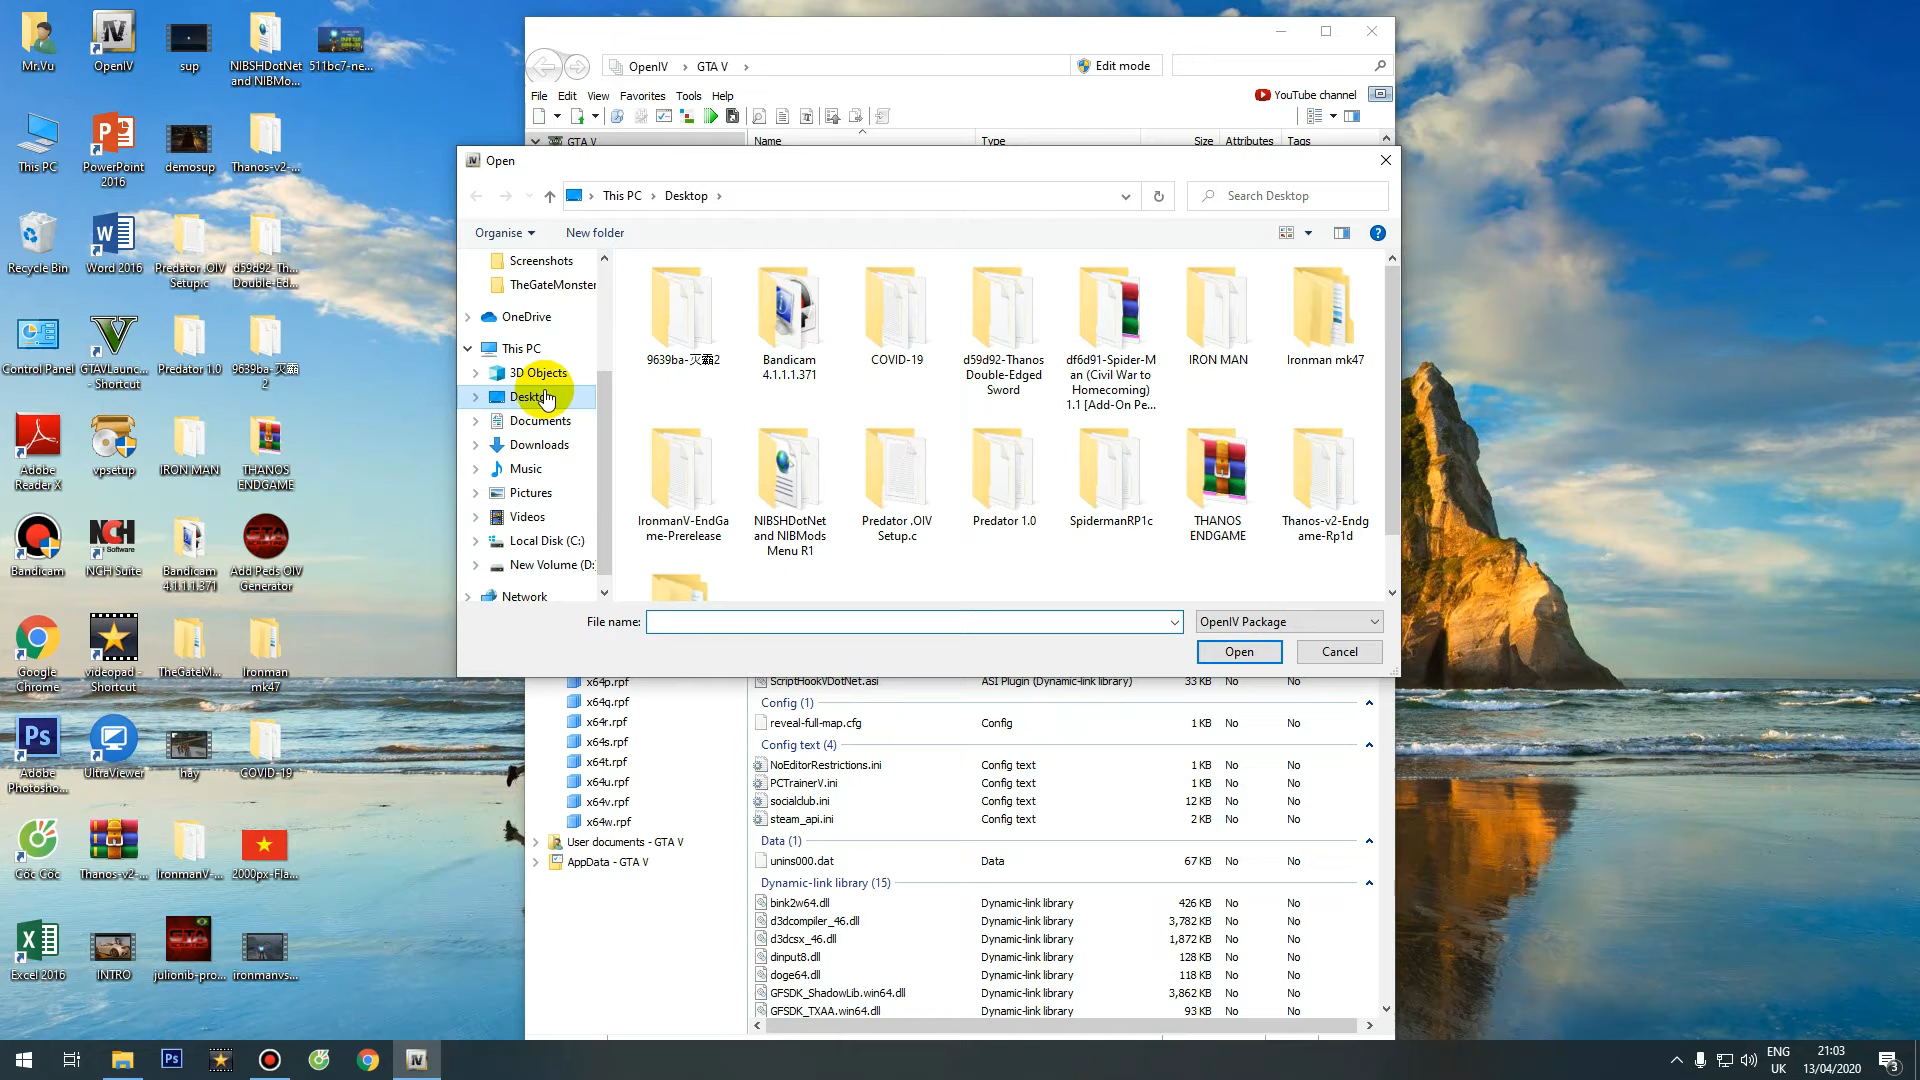 Mr.Vu
OpenIV
sup
NIBSHDotNet
and NIBMo...
511bc7-ne...
This PC
PowerPoint
2016
demosup
Thanos-v2-...
Recycle Bin
Word 2016
Predator .OIV
Setup.c
d59d92-Th...
Double-Ed...
Control Panel
GTAVLaunc...
- Shortcut
Predator 1.0
9639ba-灭霸
2
Adobe
Reader X
vpsetup
IRON MAN
THANOS
ENDGAME
Bandicam
NCH Suite
Bandicam
4.1.1.1.371
Add Peds OIV
Generator
Google
Chrome
videopad -
Shortcut
TheGateM...
Ironman
mk47
Adobe
Photosho...
UltraViewer
hay
COVID-19
Cốc Cốc
Thanos-v2-...
IronmanV-...
2000px-Fla...
Excel 2016
INTRO
julionib-pro...
ironmanvs...
OpenIV
GTA V
Edit mode
File Edit View Favorites Tools Help
YouTube channel
GTA V
Name Type Size Attributes Tags
Open
This PC
Desktop
Search Desktop
Organise
New folder
Screenshots
TheGateMonster
OneDrive
This PC
3D Objects
Documents
Downloads
Music
Pictures
Videos
Local Disk (C:)
New Volume (D:
Network
9639ba-灭霸2
Bandicam
4.1.1.1.371
COVID-19
d59d92-Thanos
Double-Edged
Sword
df6d91-Spider-M
an (Civil War to
Homecoming)
1.1 [Add-On Pe...
IRON MAN
Ironman mk47
IronmanV-EndGa
me-Prerelease
NIBSHDotNet
and NIBMods
Menu R1
Predator .OIV
Setup.c
Predator 1.0
SpidermanRP1c
THANOS
ENDGAME
Thanos-v2-Endg
ame-Rp1d
File name:
OpenIV Package
Open
Cancel
x64p.rpf
x64q.rpf
x64r.rpf
x64s.rpf
x64t.rpf
x64u.rpf
x64v.rpf
x64w.rpf
User documents - GTA V
AppData - GTA V
ScriptHookVDotNet.asi ASI Plugin (Dynamic-link library) 33 KB No No
Config (1)
reveal-full-map.cfg Config 1 KB No No
Config text (4)
NoEditorRestrictions.ini Config text 1 KB No No
PCTrainerV.ini Config text 1 KB No No
socialclub.ini Config text 12 KB No No
steam_api.ini Config text 2 KB No No
Data (1)
unins000.dat Data 67 KB No No
Dynamic-link library (15)
bink2w64.dll Dynamic-link library 426 KB No No
d3dcompiler_46.dll Dynamic-link library 3,782 KB No No
d3dcsx_46.dll Dynamic-link library 1,872 KB No No
dinput8.dll Dynamic-link library 128 KB No No
doge64.dll Dynamic-link library 118 KB No No
GFSDK_ShadowLib.win64.dll Dynamic-link library 3,862 KB No No
GFSDK_TXAA.win64.dll Dynamic-link library 93 KB No No
ENG
UK
21:03
13/04/2020
3